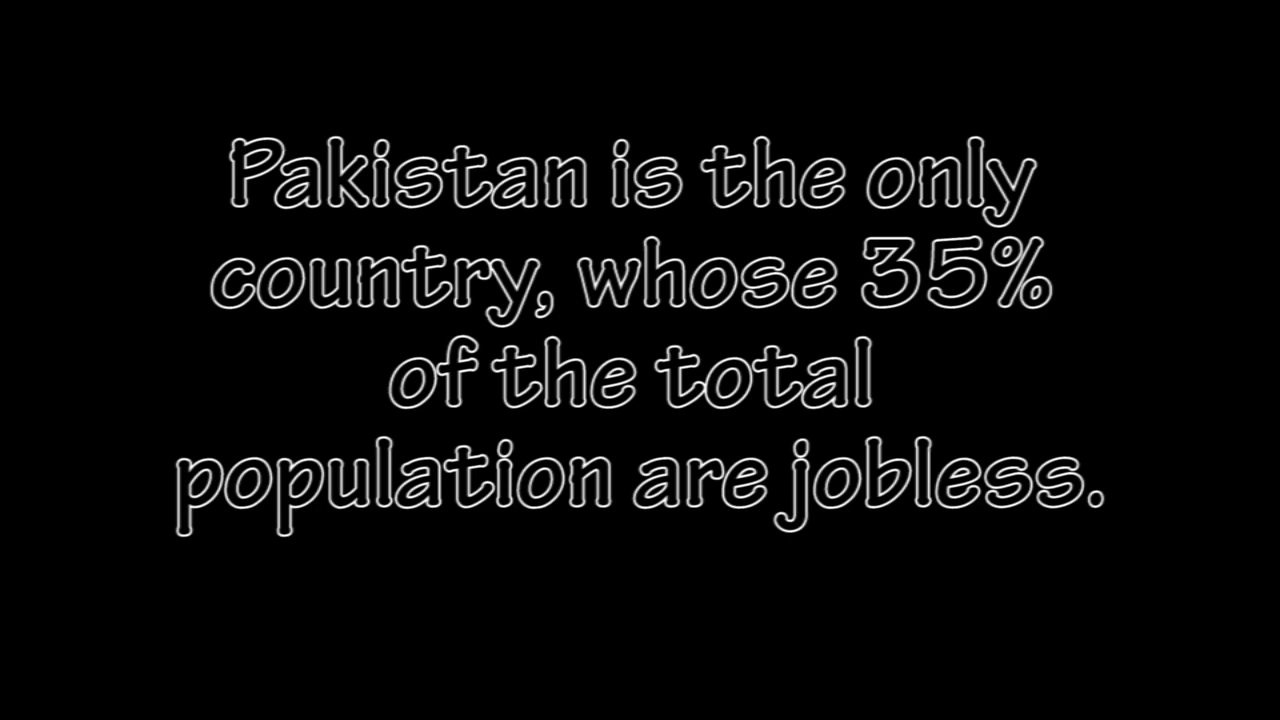 Pakistan is the only
country, whose 35%
of the total
population are jobless.